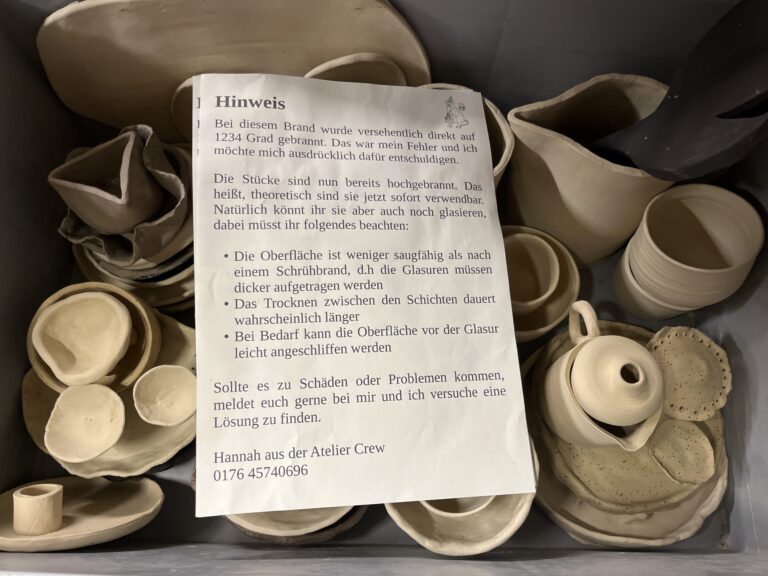 Hinweis
Bei diesem Brand wurde versehentlich direkt auf
1234 Grad gebrannt. Das war mein Fehler und ich
möchte mich ausdrücklich dafür entschuldigen.
Die Stücke sind nun bereits hochgebrannt. Das
heißt, theoretisch sind sie jetzt sofort verwendbar.
Natürlich könnt ihr sie aber auch noch glasieren,
dabei müsst ihr folgendes beachten:
• Die Oberfläche ist weniger saugfähig als nach
einem Schrühbrand, d.h die Glasuren müssen
dicker aufgetragen werden
• Das Trocknen zwischen den Schichten dauert
wahrscheinlich länger
• Bei Bedarf kann die Oberfläche vor der Glasur
leicht angeschliffen werden
Sollte es zu Schäden oder Problemen kommen,
meldet euch gerne bei mir und ich versuche eine
Lösung zu finden.
Hannah aus der Atelier Crew
0176 45740696